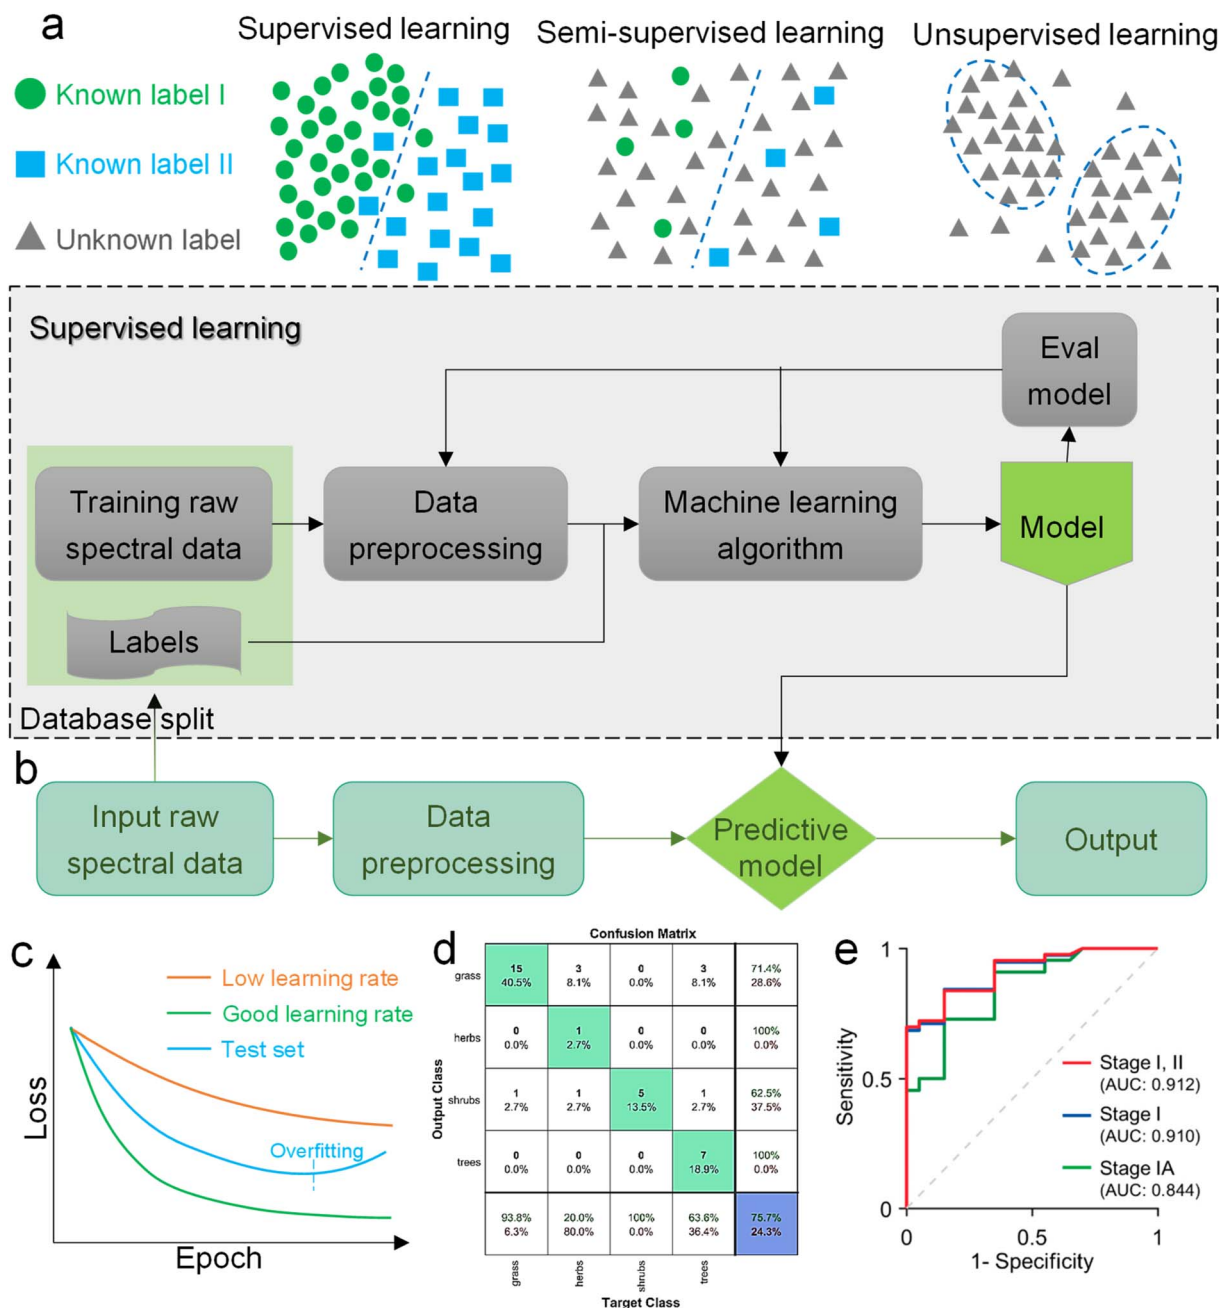 a
Supervised learning
Semi-supervised learning
Unsupervised learning
Known label I
Known label II
Unknown label
Supervised learning
Eval
model
Training raw
spectral data
Data
preprocessing
Machine learning
algorithm
Model
Labels
Database split
b
Input raw
spectral data
Data
preprocessing
Predictive
model
Output
c
Low learning rate
Good learning rate
Test set
Overfitting
Loss
Epoch
d
Confusion Matrix
grass
15
40.5%
3
8.1%
0
0.0%
3
8.1%
71.4%
28.6%
herbs
0
0.0%
1
2.7%
0
0.0%
0
0.0%
100%
0.0%
shrubs
1
2.7%
1
2.7%
5
13.5%
1
2.7%
62.5%
37.5%
trees
0
0.0%
0
0.0%
0
0.0%
7
18.9%
100%
0.0%
93.8%
6.3%
20.0%
80.0%
100%
0.0%
63.6%
36.4%
75.7%
24.3%
grass
herbs
shrubs
trees
Output Class
Target Class
e
1
0.5
0
Sensitivity
Stage I, II
(AUC: 0.912)
Stage I
(AUC: 0.910)
Stage IA
(AUC: 0.844)
0
0.5
1
1- Specificity